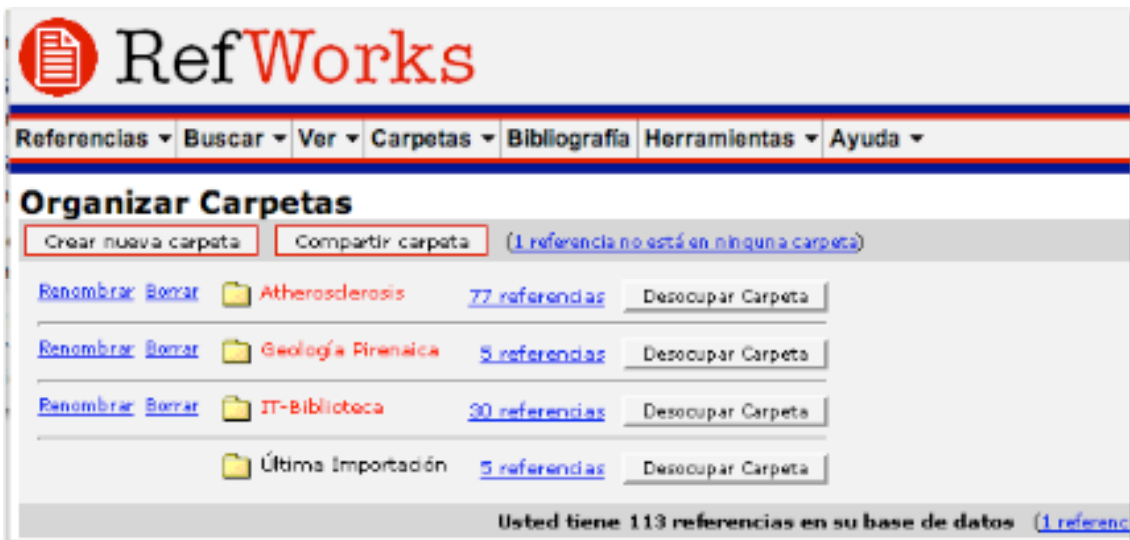 RefWorks
Referencias Buscar Ver Carpetas Bibliografía Herramientas Ayuda
Organizar Carpetas
Crear nueva carpeta Compartir carpeta (1 referencia no está en ninguna carpeta)
Renombrar Borrar Atherosclerosis 77 referencias Desocupar Carpeta
Renombrar Borrar Geología Pirenaica 5 referencias Desocupar Carpeta
Renombrar Borrar IT-Biblioteca 30 referencias Desocupar Carpeta
Última Importación 5 referencias Desocupar Carpeta
Usted tiene 113 referencias en su base de datos (1 referenc